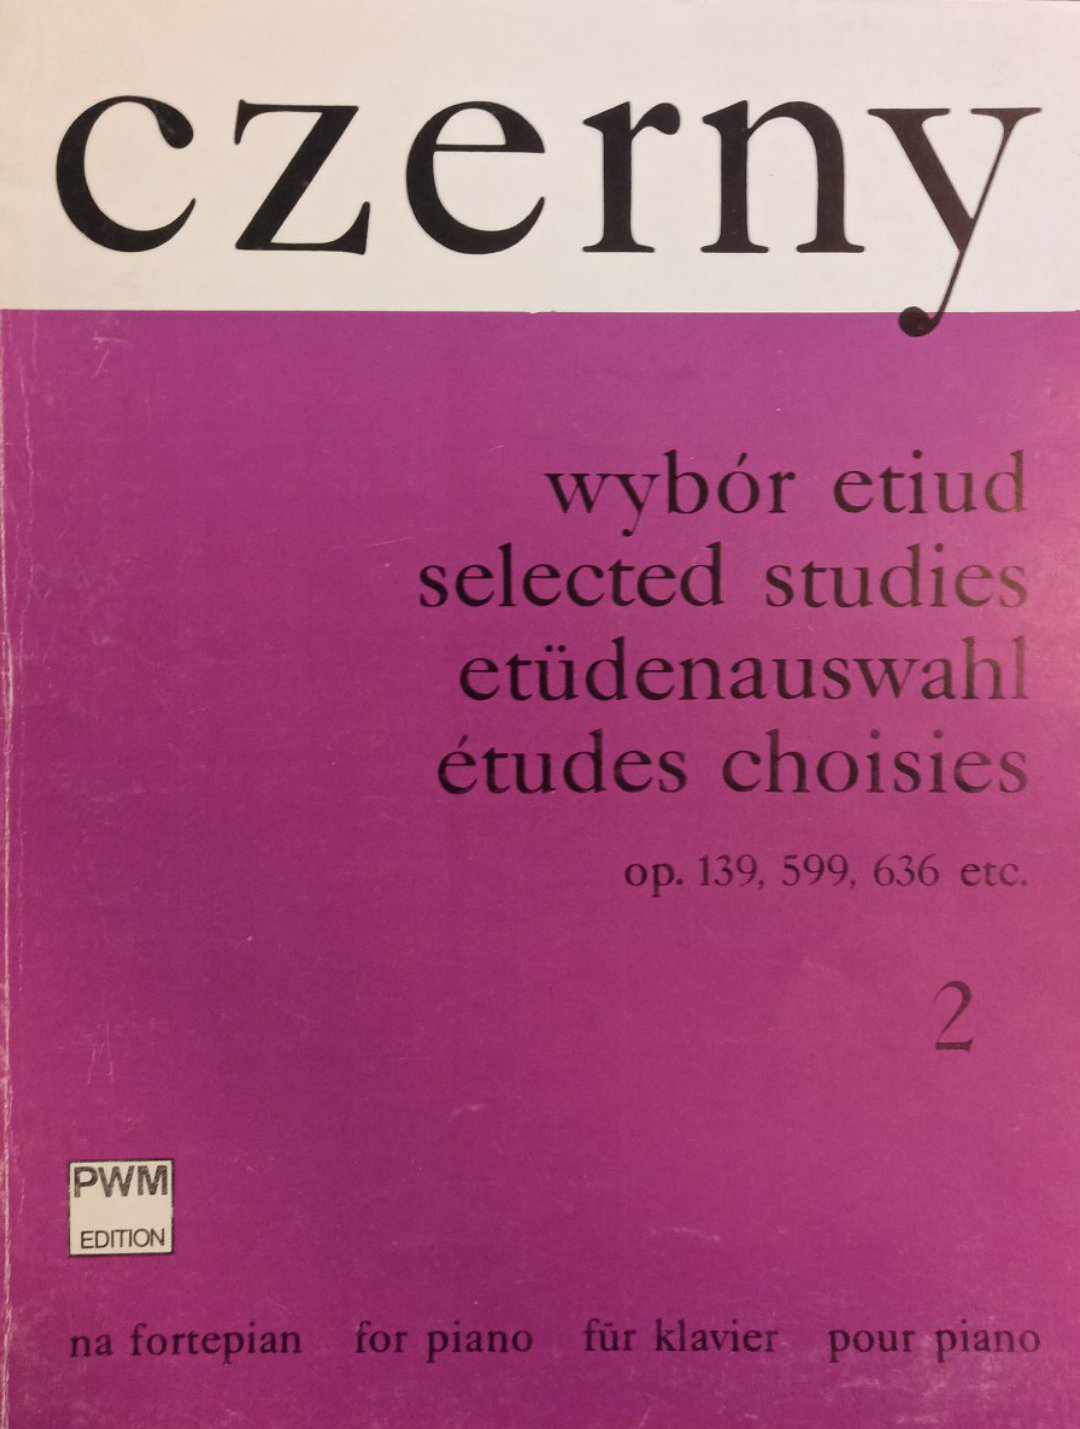 czerny
wybór etiud
selected studies
etüdenauswahl
études choisies
op. 139, 599, 636 etc.
2
PWM
EDITION
na fortepian for piano für klavier pour piano